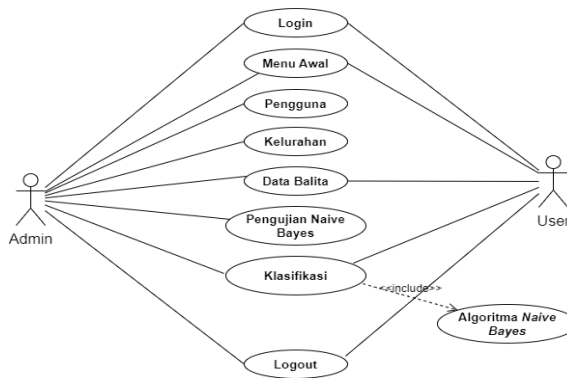 Login
Menu Awal
Pengguna
Kelurahan
Data Balita
Pengujian Naive
Bayes
Klasifikasi
<<include>>
Algoritma Naive
Bayes
Logout
Admin
User